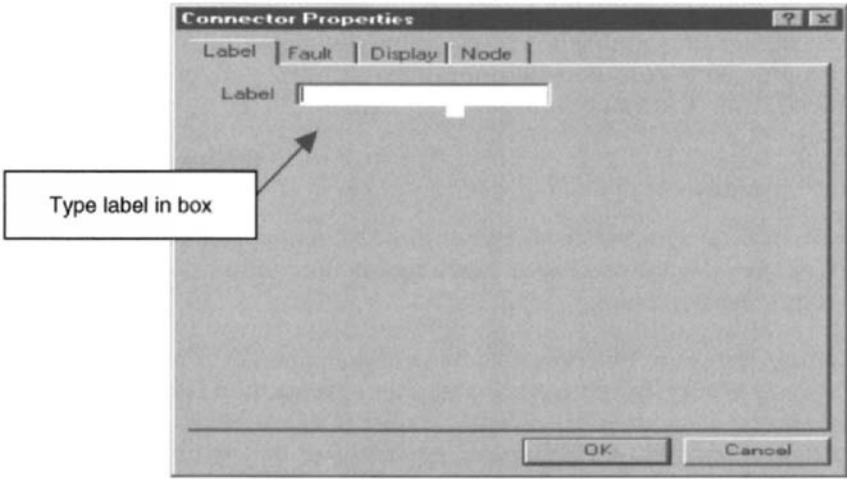 Connector Properties
Label Fault Display Node
Label
Type label in box
OK Cancel